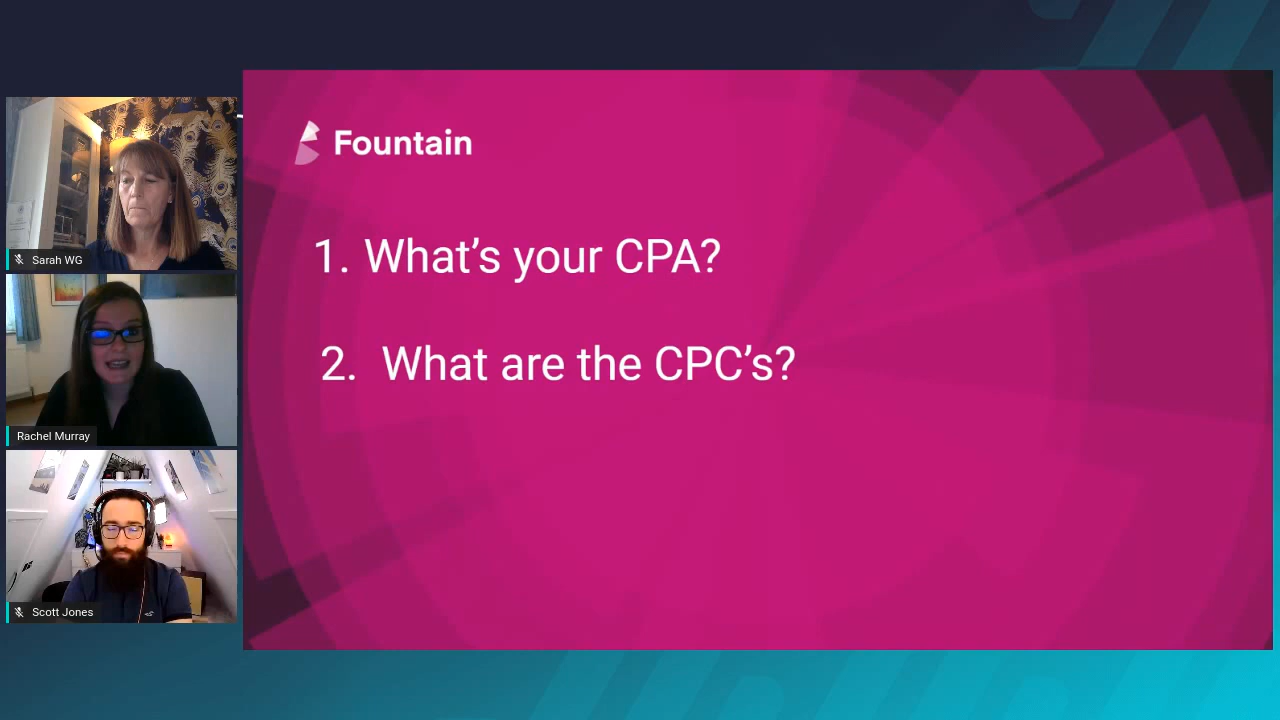 Sarah WG
Rachel Murray
Scott Jones
Fountain
1. What's your CPA?
2. What are the CPC's?